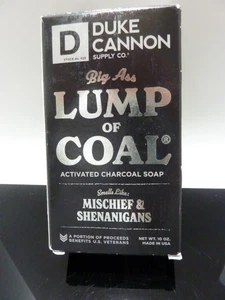 D
DUKE
CANNON
SUPPLY CO.
Big Ass
LUMP
OF
COAL®
ACTIVATED CHARCOAL SOAP
Smells Like:
MISCHIEF &
SHENANIGANS
A PORTION OF PROCEEDS
BENEFITS U.S. VETERANS
NET WT. 10 OZ.
MADE IN USA